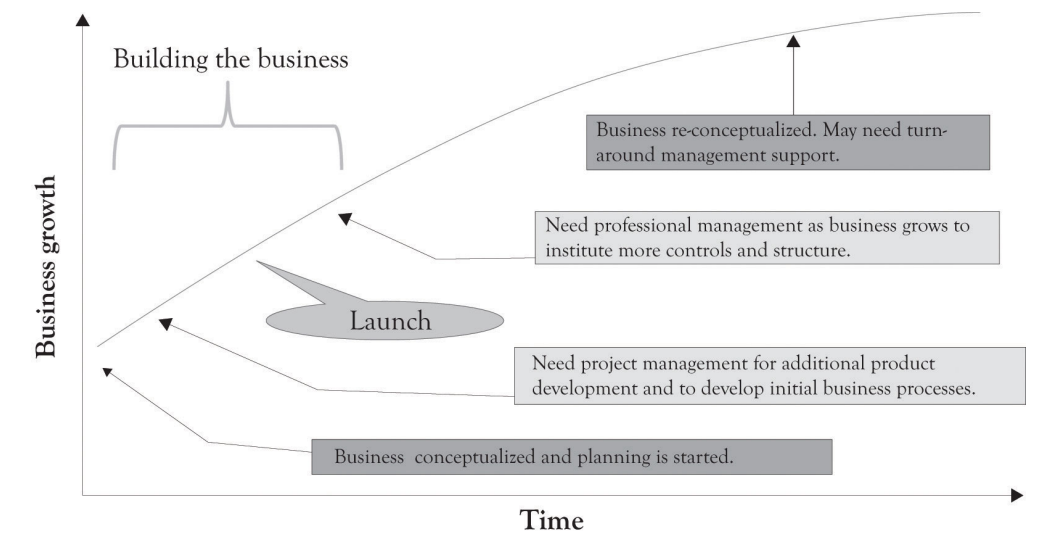 Building the business
Business re-conceptualized. May need turn-
around management support.
Need professional management as business grows to
institute more controls and structure.
Launch
Need project management for additional product
development and to develop initial business processes.
Business conceptualized and planning is started.
Business growth
Time